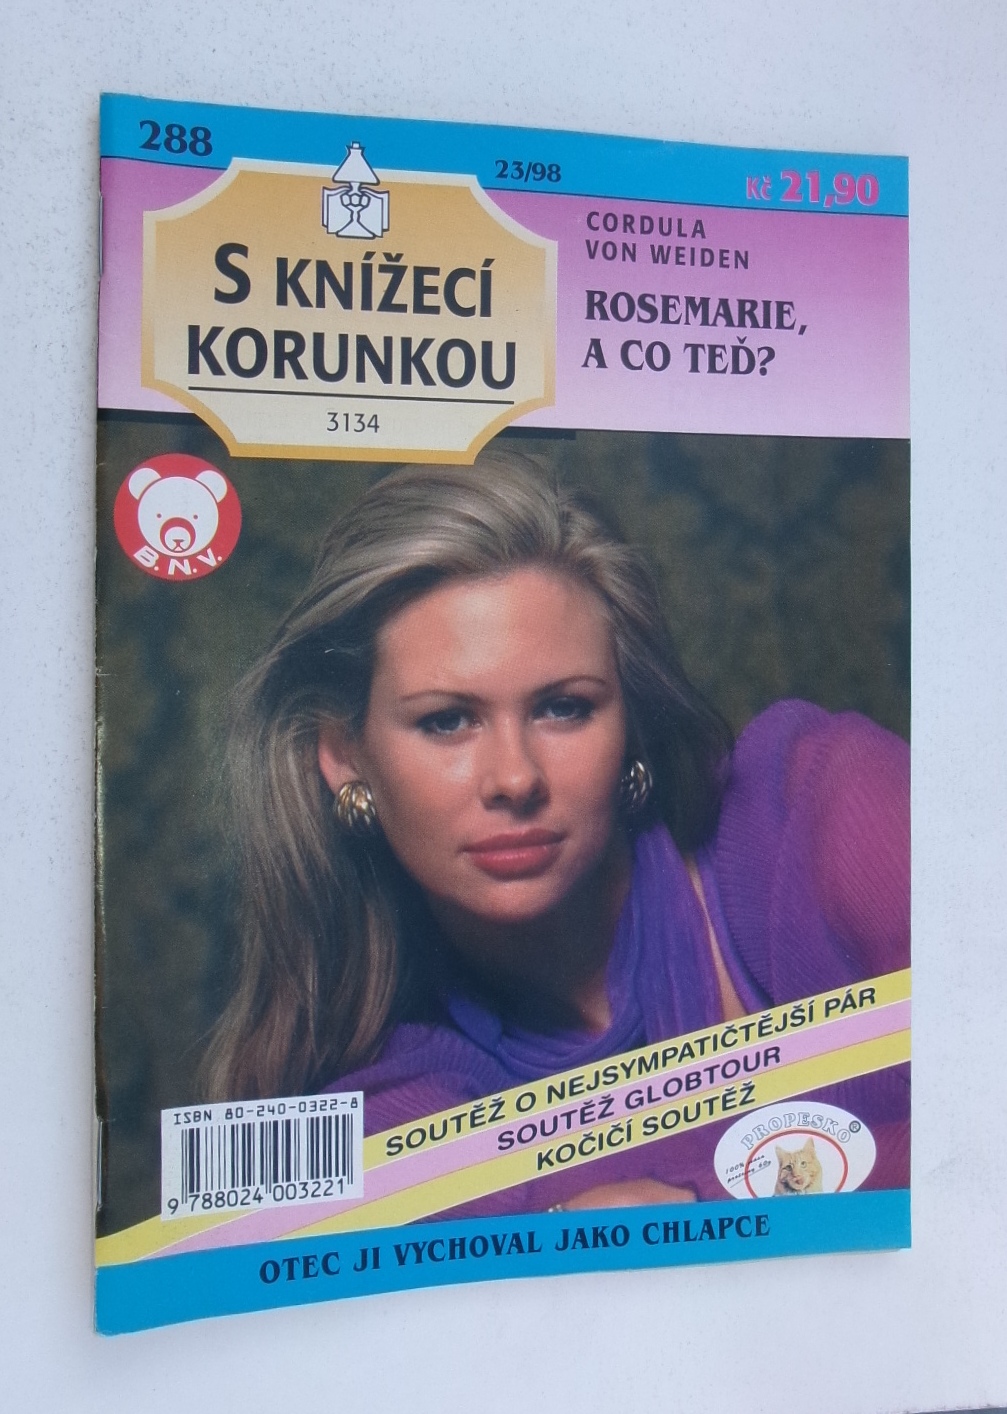 288
23/98
Kč 21,90
S KNÍŽECÍ
KORUNKOU
3134
CORDULA
VON WEIDEN
ROSEMARIE,
A CO TEĎ?
B. N. V.
SOUTĚŽ O NEJSYMPATIČTĚJŠÍ PÁR
SOUTĚŽ GLOBTOUR
KOČIČÍ SOUTĚŽ
PROPESKO®
100%
ISBN 80-240-0322-8
9 788024 003221
OTEC JI VYCHOVAL JAKO CHLAPCE